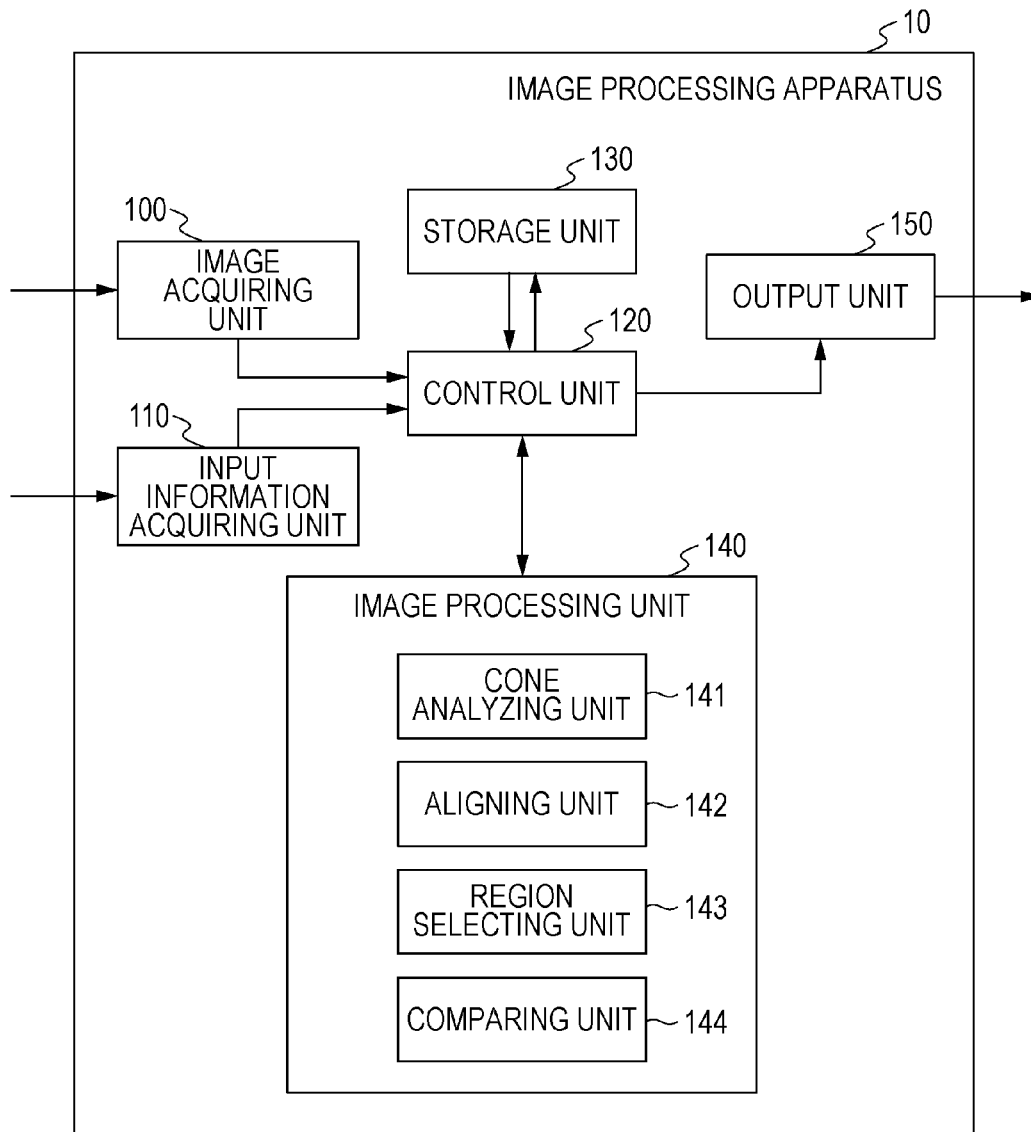 10
IMAGE PROCESSING APPARATUS
130
STORAGE UNIT
100
IMAGE
ACQUIRING
UNIT
150
OUTPUT UNIT
120
CONTROL UNIT
110
INPUT
INFORMATION
ACQUIRING UNIT
140
IMAGE PROCESSING UNIT
CONE
ANALYZING UNIT
141
ALIGNING UNIT
142
REGION
SELECTING UNIT
143
COMPARING UNIT
144